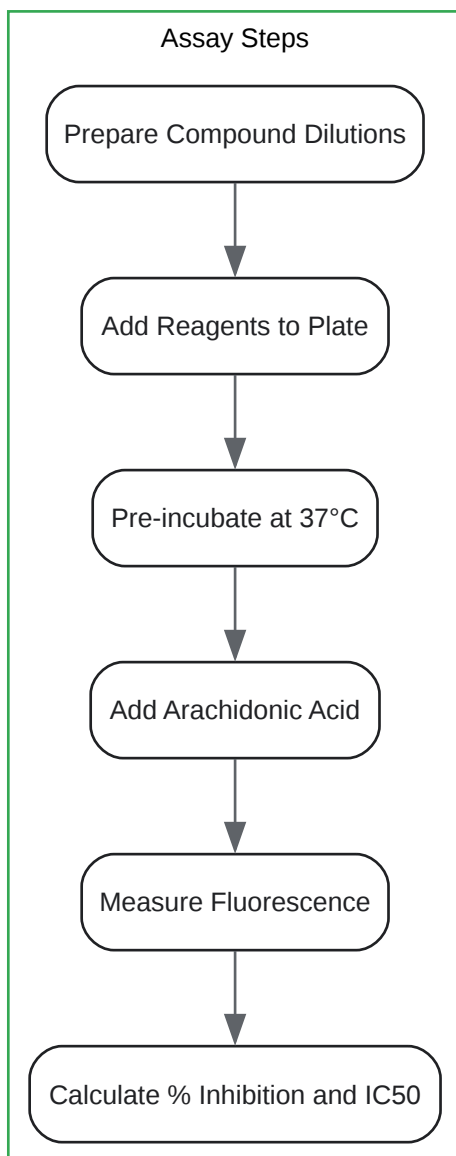 Assay Steps
Prepare Compound Dilutions
Add Reagents to Plate
Pre-incubate at 37°C
Add Arachidonic Acid
Measure Fluorescence
Calculate % Inhibition and IC50